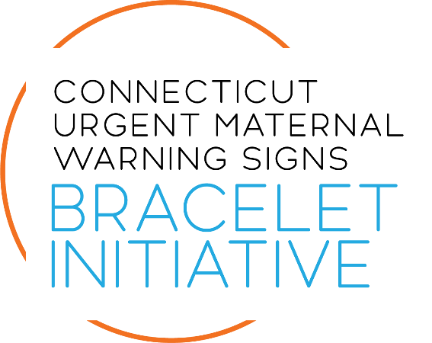 CONNECTICUT
URGENT MATERNAL
WARNING SIGNS
BRACELET
INITIATIVE